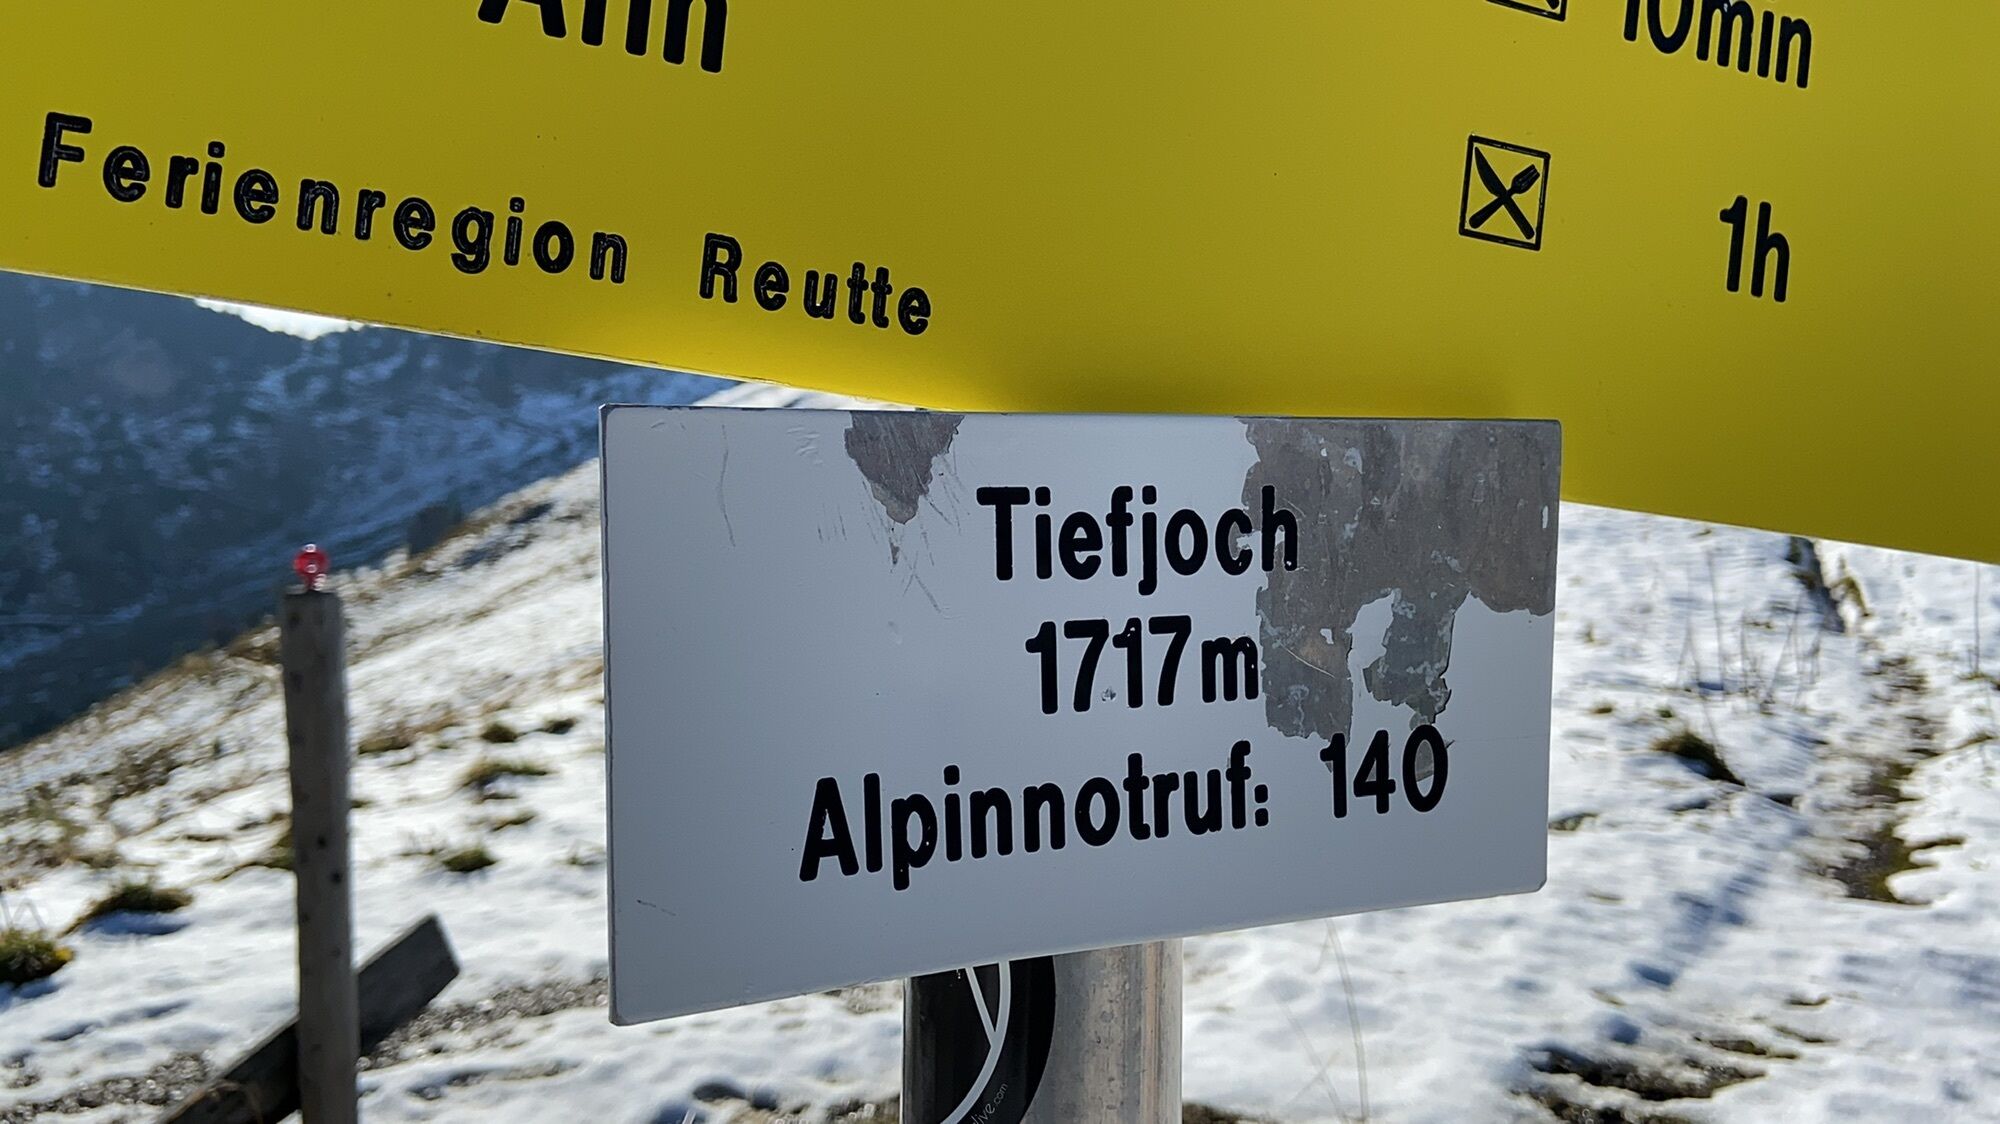 10min
Ferienregion Reutte
1h
Tiefjoch
1717m
Alpinnotruf: 140